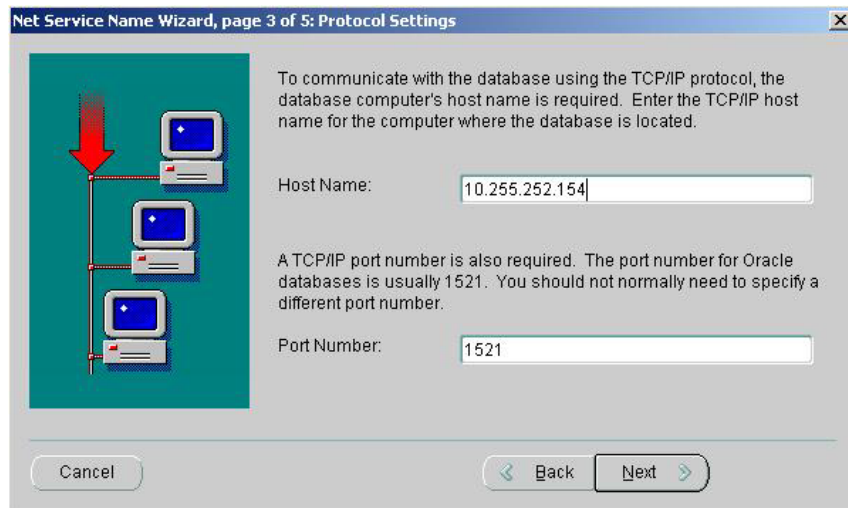 Net Service Name Wizard, page 3 of 5: Protocol Settings
To communicate with the database using the TCP/IP protocol, the
database computer's host name is required. Enter the TCP/IP host
name for the computer where the database is located.
Host Name:
10.255.252.154
A TCP/IP port number is also required. The port number for Oracle
databases is usually 1521. You should not normally need to specify a
different port number.
Port Number:
1521
Cancel
Back
Next